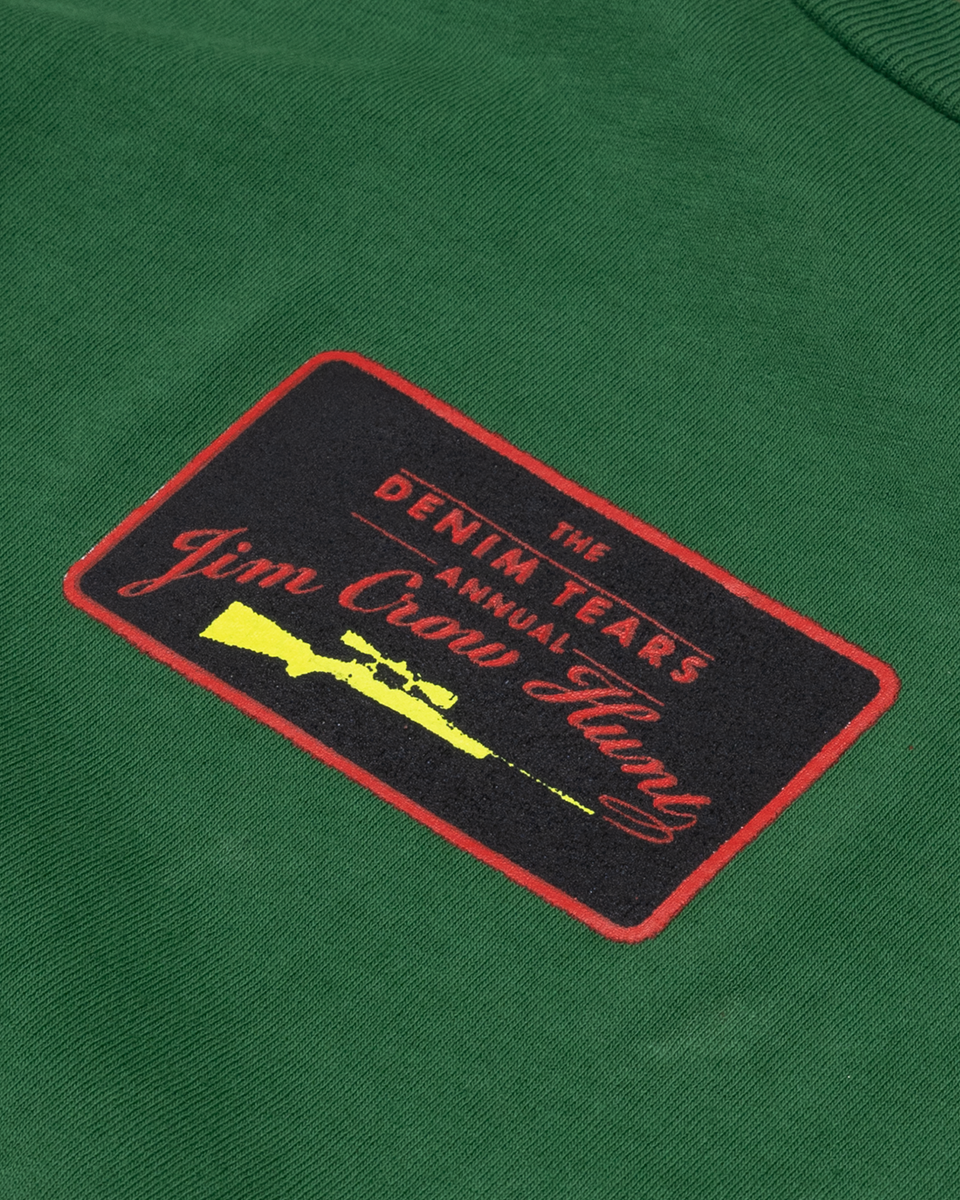 THE
DENIM TEARS
ANNUAL
Jim Crow Hunt